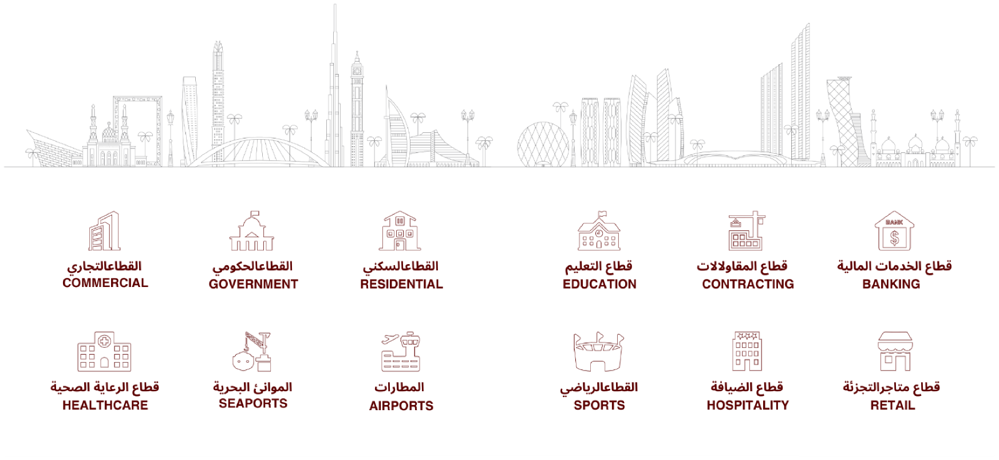 القطاعالتجاري
COMMERCIAL
القطاعالحكومي
GOVERNMENT
القطاعالسكني
RESIDENTIAL
قطاع التعليم
EDUCATION
قطاع المقاولالات
CONTRACTING
BANK
$
قطاع الخدمات المالية
BANKING
قطاع الرعاية الصحية
HEALTHCARE
الموانئ البحرية
SEAPORTS
المطارات
AIRPORTS
القطاعالرياضي
SPORTS
قطاع الضيافة
HOSPITALITY
قطاع متاجرالتجزئة
RETAIL